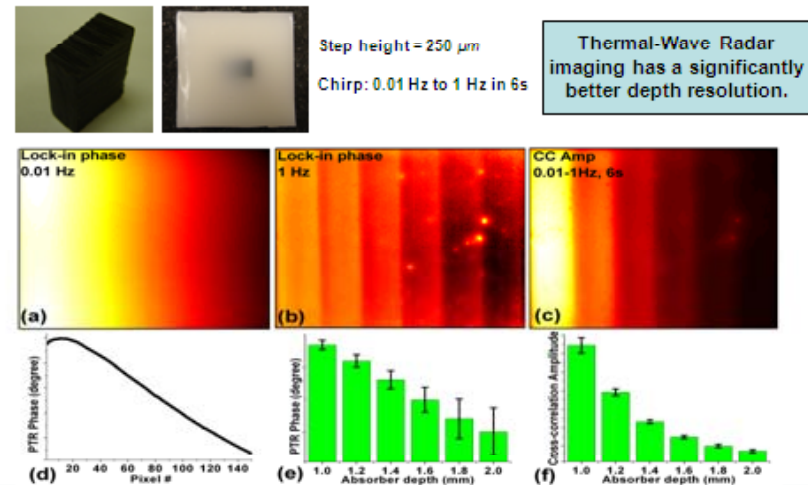 Step height = 250 μm
Chirp: 0.01 Hz to 1 Hz in 6s
Thermal-Wave Radar
imaging has a significantly
better depth resolution.
Lock-in phase
0.01 Hz
(a)
Lock-in phase
1 Hz
(b)
CC Amp
0.01-1Hz, 6s
(c)
PTR Phase (degree)
(d)
20 40 60 80 100 120 140
Pixel #
PTR Phase (degree)
(e)
1.0 1.2 1.4 1.6 1.8 2.0
Absorber depth (mm)
Cross-correlation Amplitude
(f)
1.0 1.2 1.4 1.6 1.8 2.0
Absorber depth (mm)